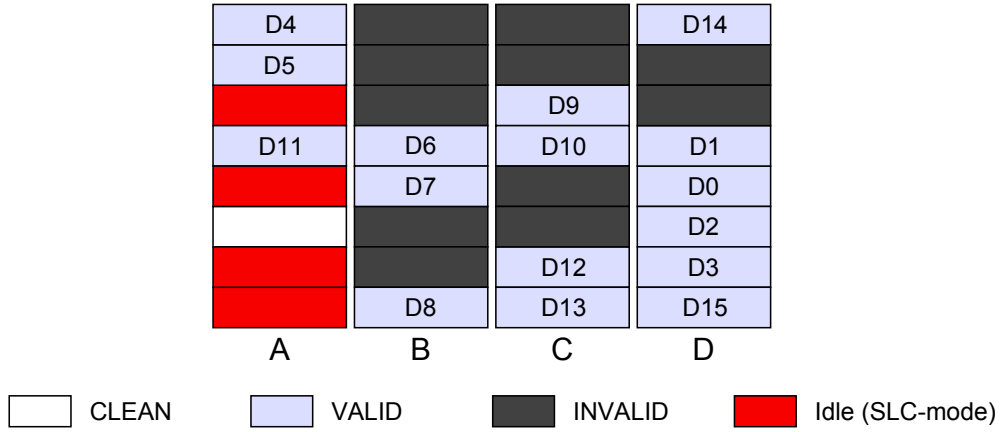 D4 D14
D5
D9
D11 D6 D10 D1
D7 D0
D2
D12 D3
D8 D13 D15
A B C D
CLEAN VALID INVALID Idle (SLC-mode)